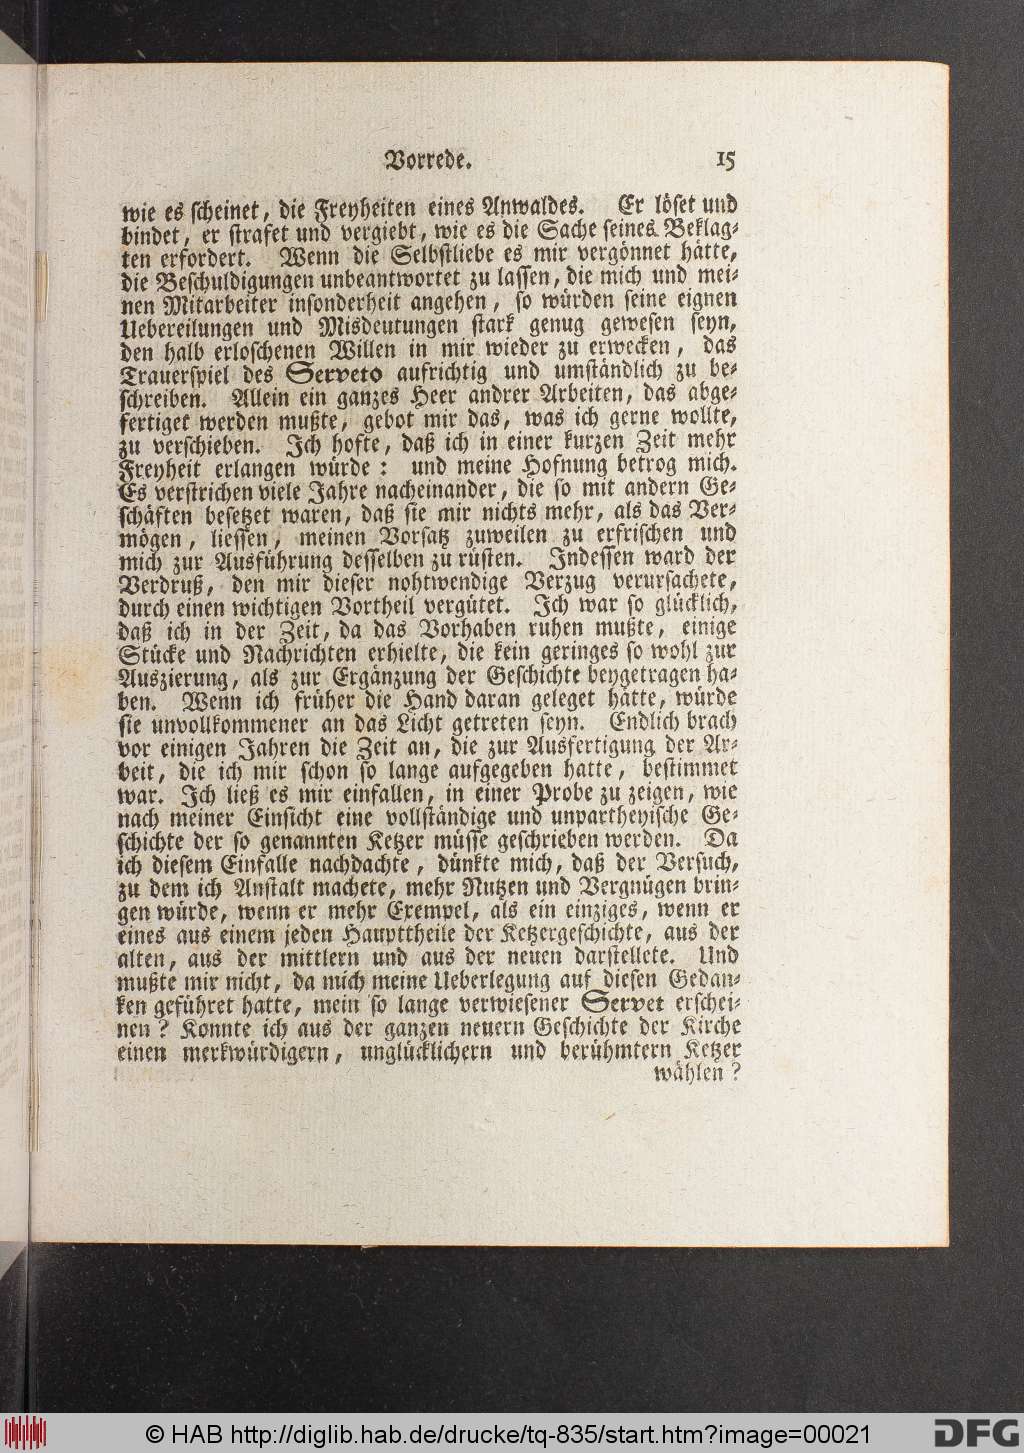 Vorrede. 15
wie es scheinet, die Freyheiten eines Anwaldes. Er löset und
bindet, er strafet und vergiebt, wie es die Sache seines Beklag-
ten erfordert. Wenn die Selbstliebe es mir vergönnet hätte,
die Beschuldigungen unbeantwortet zu lassen, die mich und mei-
nen Mitarbeiter insonderheit angehen, so würden seine eignen
Uebereilungen und Misdeutungen stark genug gewesen seyn,
den halb erloschenen Willen in mir wieder zu erwecken, das
Trauerspiel des Serveto aufrichtig und umständlich zu be-
schreiben. Allein ein ganzes Heer andrer Arbeiten, das abge-
fertiget werden mußte, gebot mir das, was ich gerne wollte,
zu verschieben. Ich hofte, daß ich in einer kurzen Zeit mehr
Freyheit erlangen würde: und meine Hofnung betrog mich.
Es verstrichen viele Jahre nacheinander, die so mit andern Ge-
schäften besetzet waren, daß sie mir nichts mehr, als das Ver-
mögen, liessen, meinen Vorsatz zuweilen zu erfrischen und
mich zur Ausführung desselben zu rüsten. Indessen ward der
Verdruß, den mir dieser nohtwendige Verzug verursachete,
durch einen wichtigen Vortheil vergütet. Ich war so glücklich,
daß ich in der Zeit, da das Vorhaben ruhen mußte, einige
Stücke und Nachrichten erhielte, die kein geringes so wohl zur
Auszierung, als zur Ergänzung der Geschichte beygetragen ha-
ben. Wenn ich früher die Hand daran geleget hätte, würde
sie unvollkommener an das Licht getreten seyn. Endlich brach
vor einigen Jahren die Zeit an, die zur Ausfertigung der Ar-
beit, die ich mir schon so lange aufgegeben hatte, bestimmet
war. Ich ließ es mir einfallen, in einer Probe zu zeigen, wie
nach meiner Einsicht eine vollständige und unpartheyische Ge-
schichte der so genannten Ketzer müsse geschrieben werden. Da
ich diesem Einfalle nachdachte, dünkte mich, daß der Versuch,
zu dem ich Anstalt machete, mehr Nutzen und Vergnügen brin-
gen würde, wenn er mehr Exempel, als ein einziges, wenn er
eines aus einem jeden Haupttheile der Ketzergeschichte, aus der
alten, aus der mittlern und aus der neuen darstellete. Und
mußte mir nicht, da mich meine Ueberlegung auf diesen Gedan-
ken geführet hatte, mein so lange verwiesener Servet erschei-
nen? Konnte ich aus der ganzen neuern Geschichte der Kirche
einen merkwürdigern, unglücklichern und berühmtern Ketzer
wählen?
© HAB http://diglib.hab.de/drucke/tq-835/start.htm?image=00021
DFG